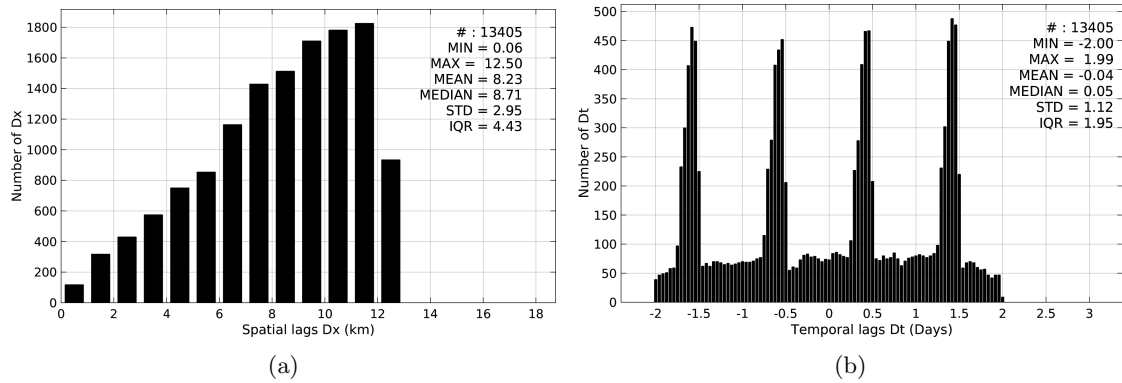 1800
1600
1400
1200
1000
800
600
400
200
0
Number of Dx
# : 13405
MIN = 0.06
MAX = 12.50
MEAN = 8.23
MEDIAN = 8.71
STD = 2.95
IQR = 4.43
0 2 4 6 8 10 12 14 16 18
Spatial lags Dx (km)
(a)
500
450
400
350
300
250
200
150
100
50
0
Number of Dt
# : 13405
MIN = -2.00
MAX = 1.99
MEAN = -0.04
MEDIAN = 0.05
STD = 1.12
IQR = 1.95
-2 -1.5 -1 -0.5 0 0.5 1 1.5 2 2.5 3
Temporal lags Dt (Days)
(b)